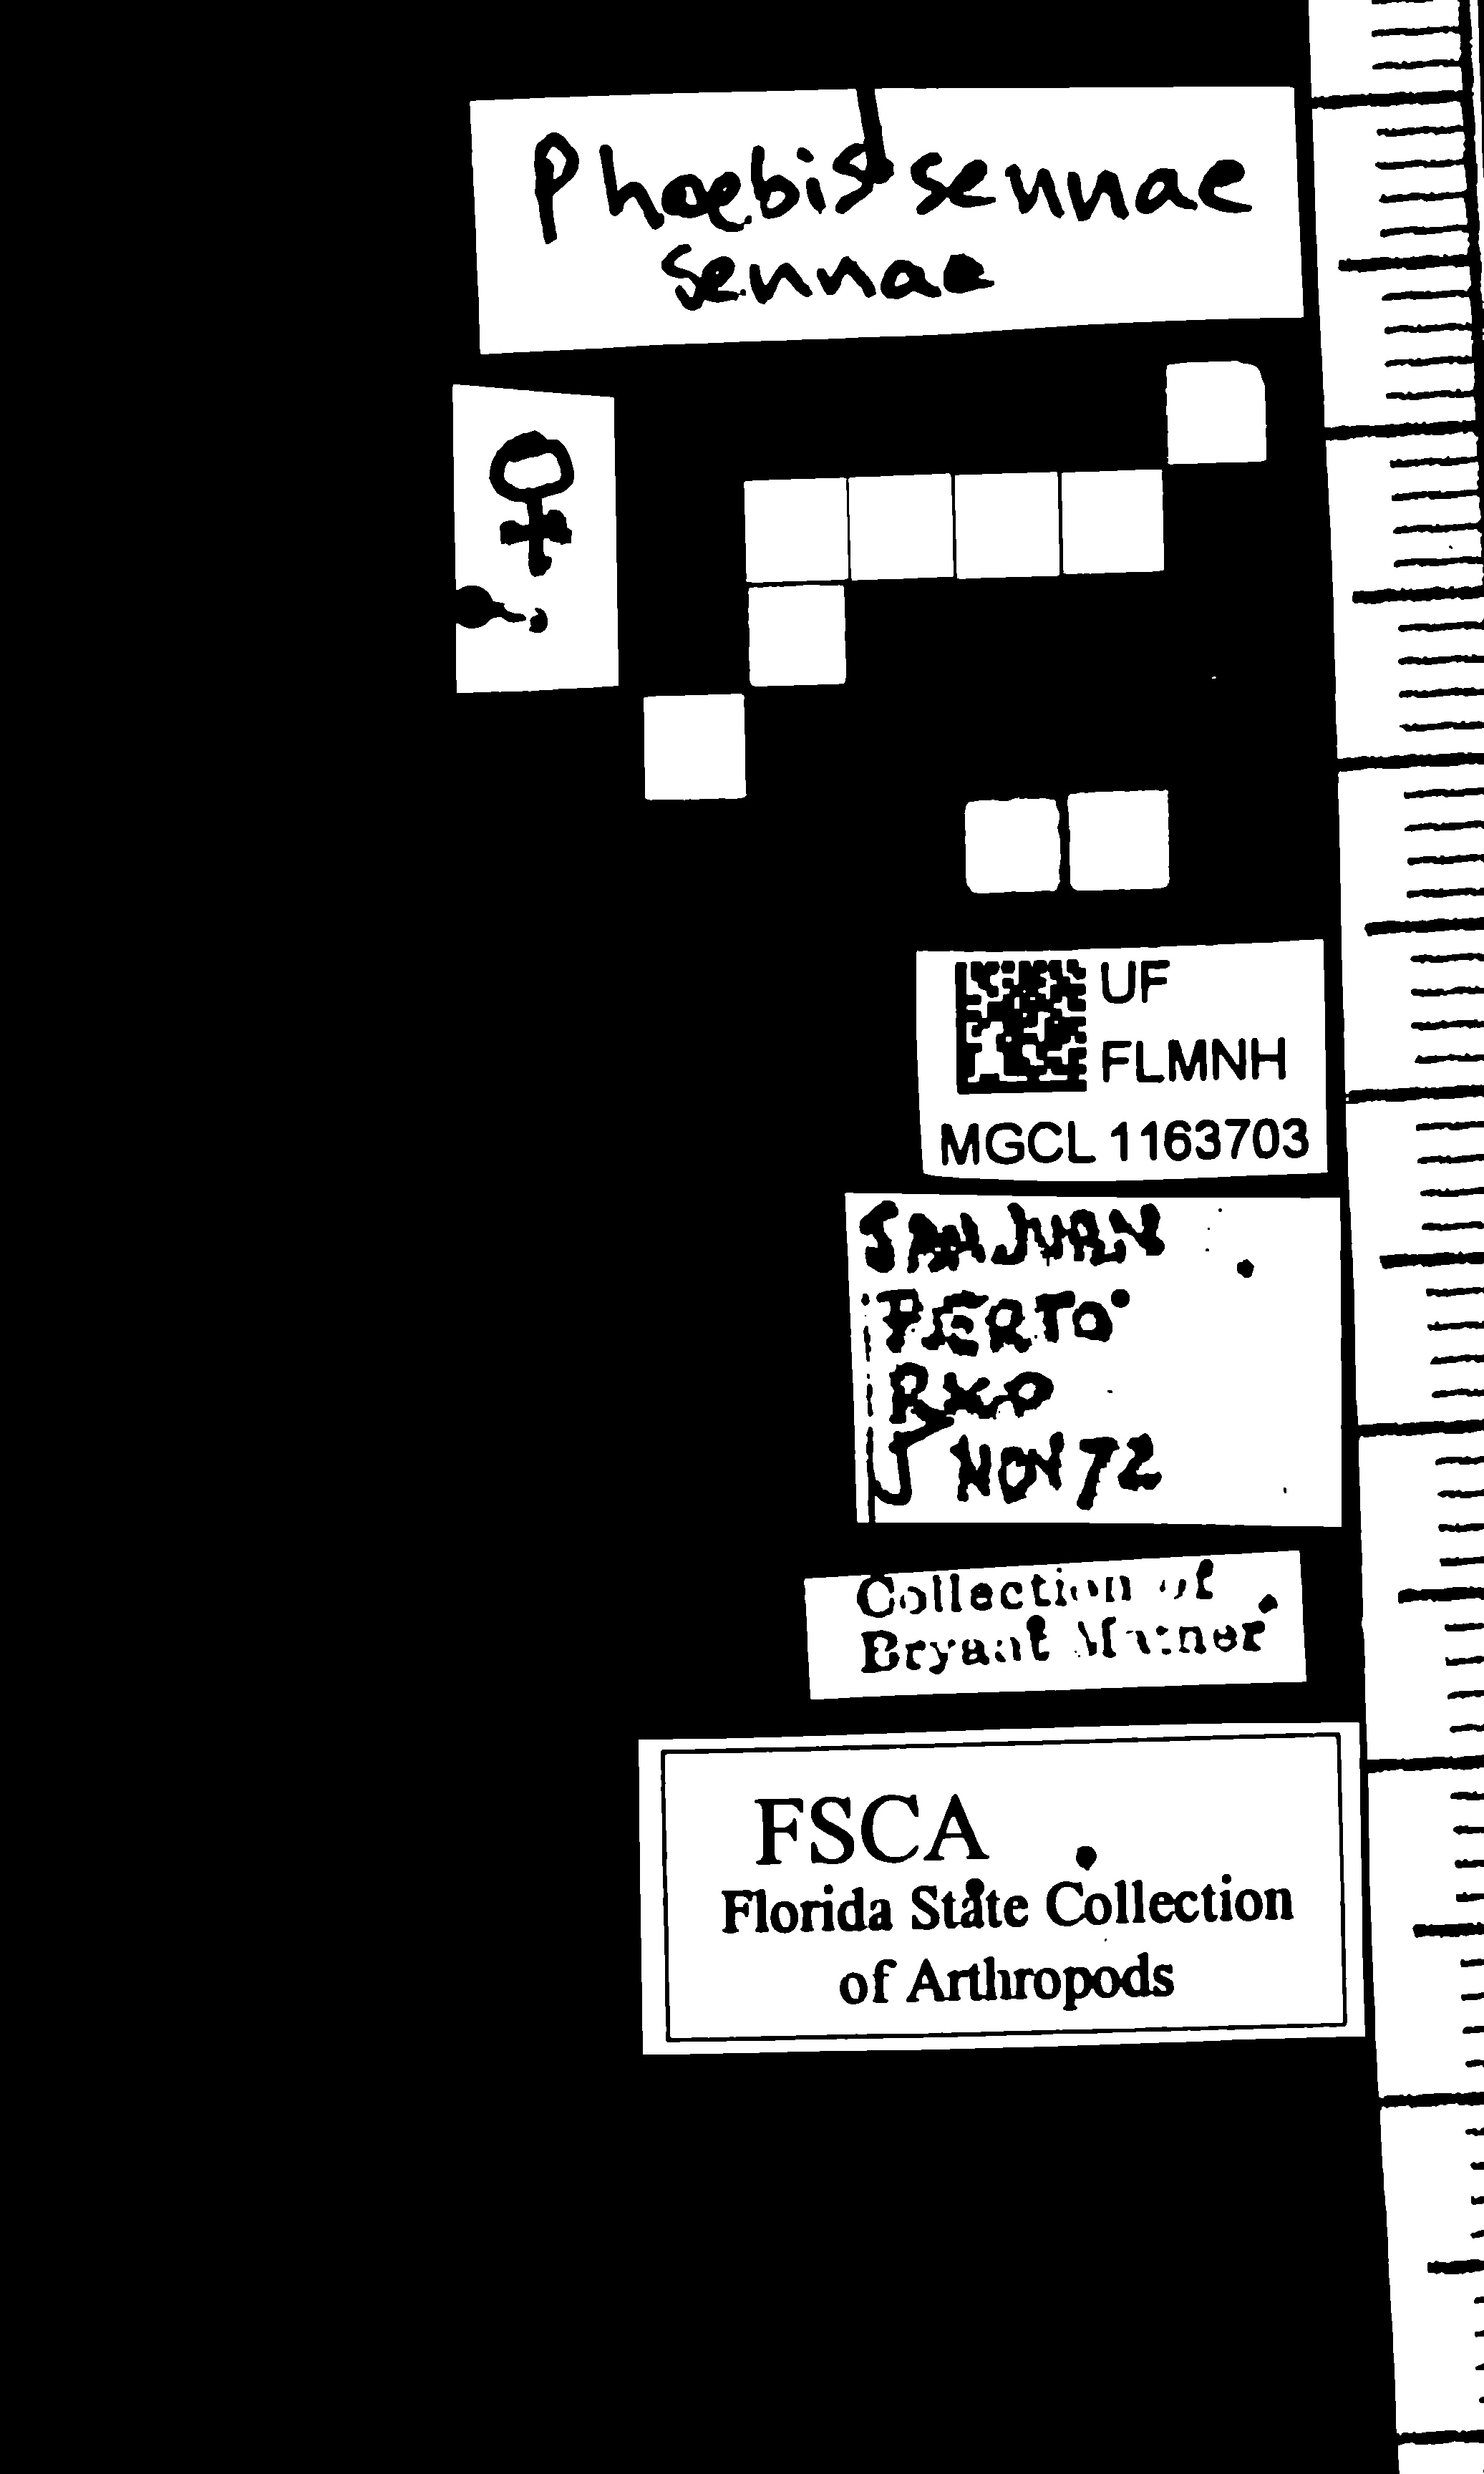 Phoebis sennae
sennae
♀
UF
FLMNH
MGCL 1163703
SAN JUAN
PERTO
RICO
5 NOV 72
Collection of
Bryant
FSCA
Florida State Collection
of Arthropods